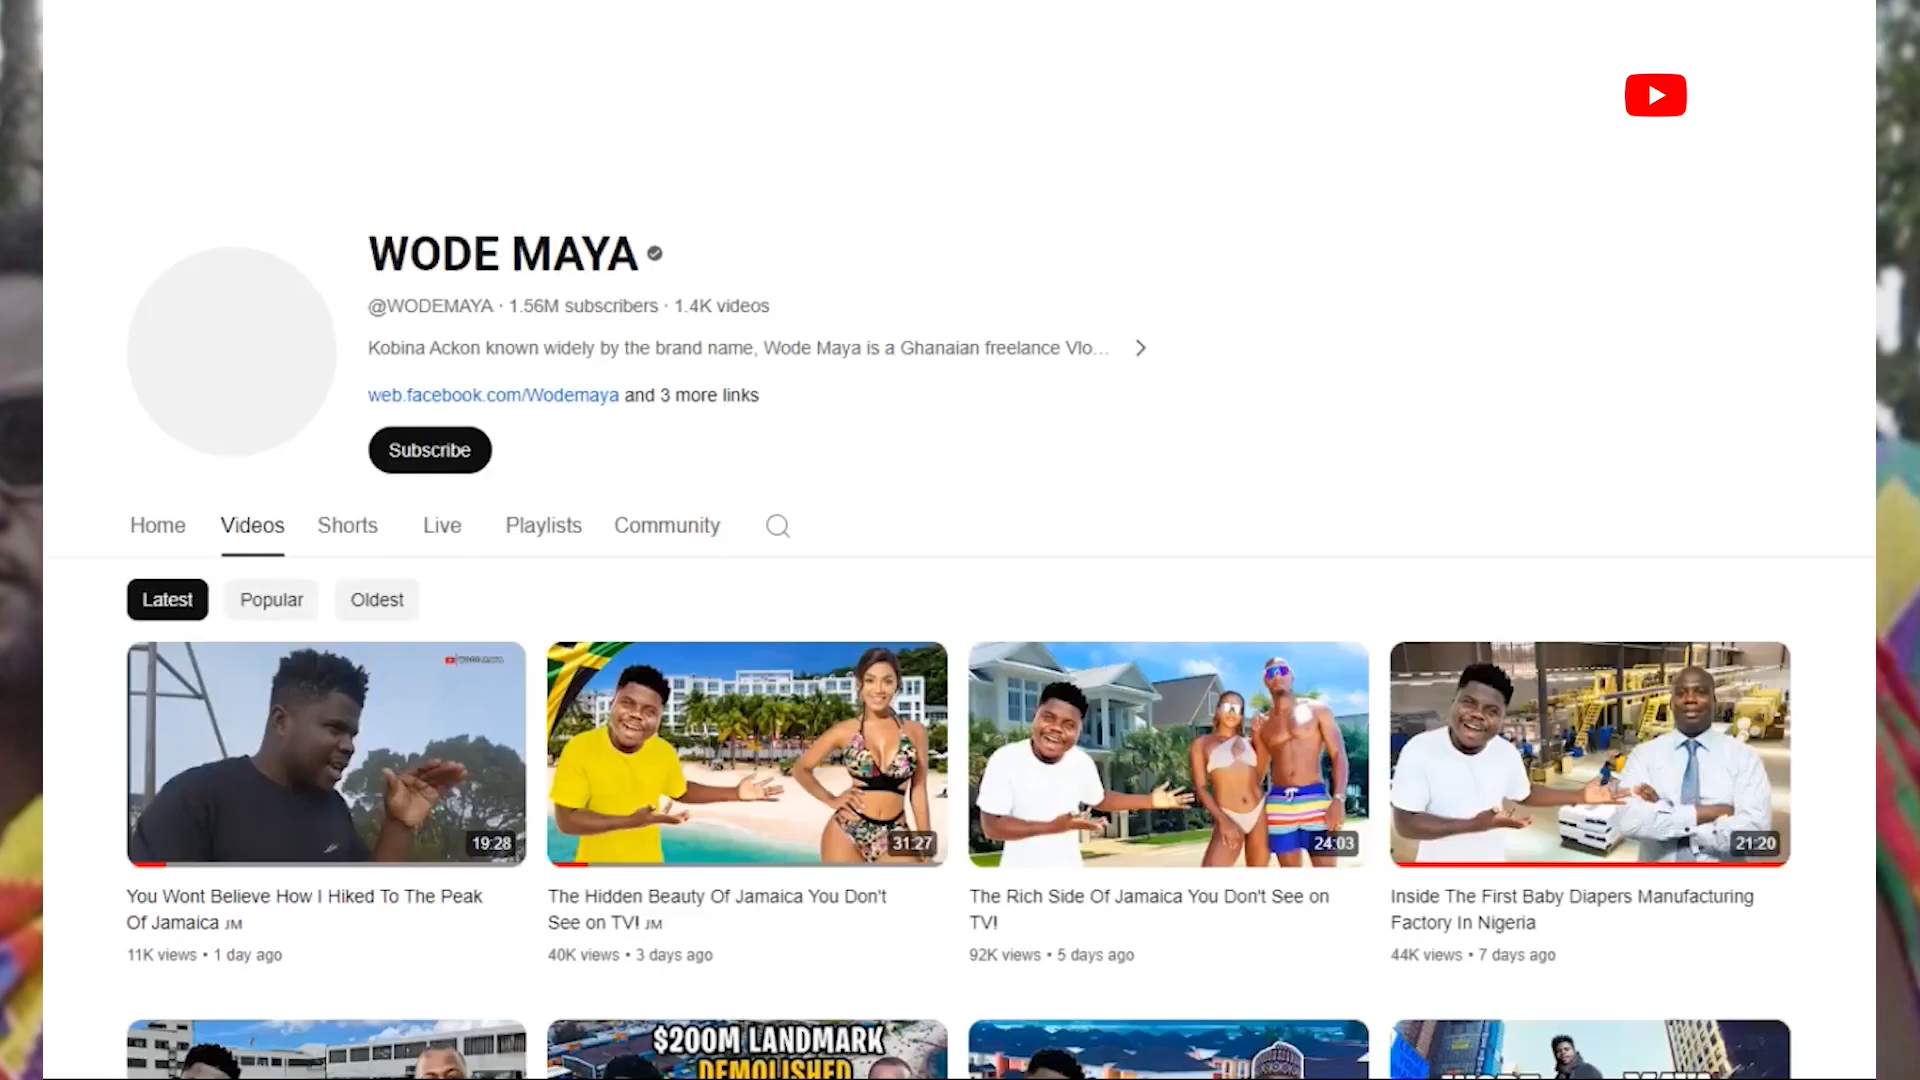 WODE MAYA
@WODEMAYA · 1.56M subscribers · 1.4K videos
Kobina Ackon known widely by the brand name, Wode Maya is a Ghanaian freelance Vlo...
web.facebook.com/Wodemaya and 3 more links
Subscribe
Home Videos Shorts Live Playlists Community
Latest Popular Oldest
WODE MAYA
19:28
31:27
24:03
21:20
You Wont Believe How I Hiked To The Peak
Of Jamaica JM
11K views • 1 day ago
The Hidden Beauty Of Jamaica You Don't
See on TV! JM
40K views • 3 days ago
The Rich Side Of Jamaica You Don't See on
TV!
92K views • 5 days ago
Inside The First Baby Diapers Manufacturing
Factory In Nigeria
44K views • 7 days ago
$200M LANDMARK
DEMOLISHED